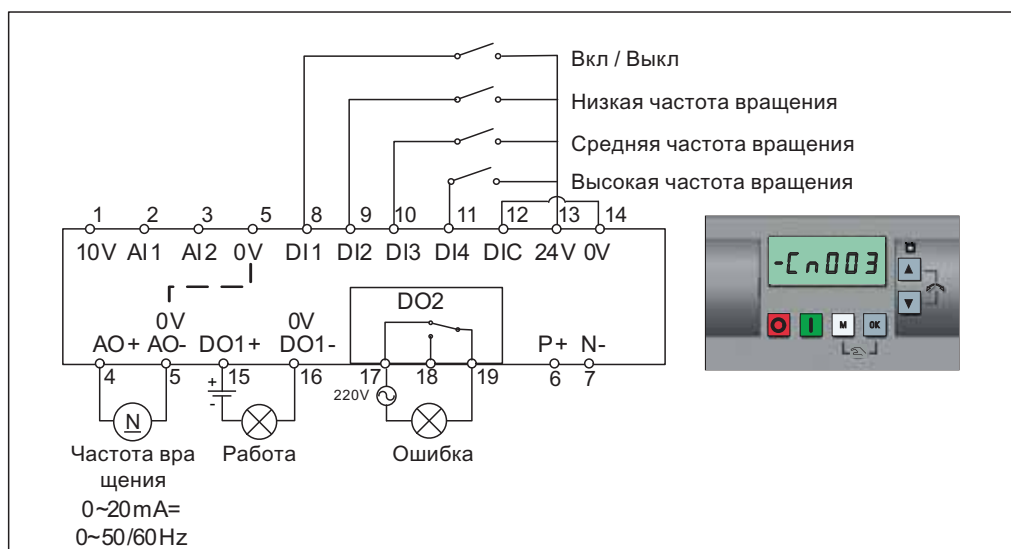 Вкл / Выкл
Низкая частота вращения
Средняя частота вращения
Высокая частота вращения
1 2 3 5 8 9 10 11 12 13 14
10V AI1 AI2 0V DI1 DI2 DI3 DI4 DIC 24V 0V
-Cn003
M OK
DO2
0V 0V
AO+ AO- DO1+ DO1- P+ N-
4 5 15 16 17 18 19 6 7
+
-
220V
N
Частота вра
щения
Работа
Ошибка
0~20mA=
0~50/60Hz